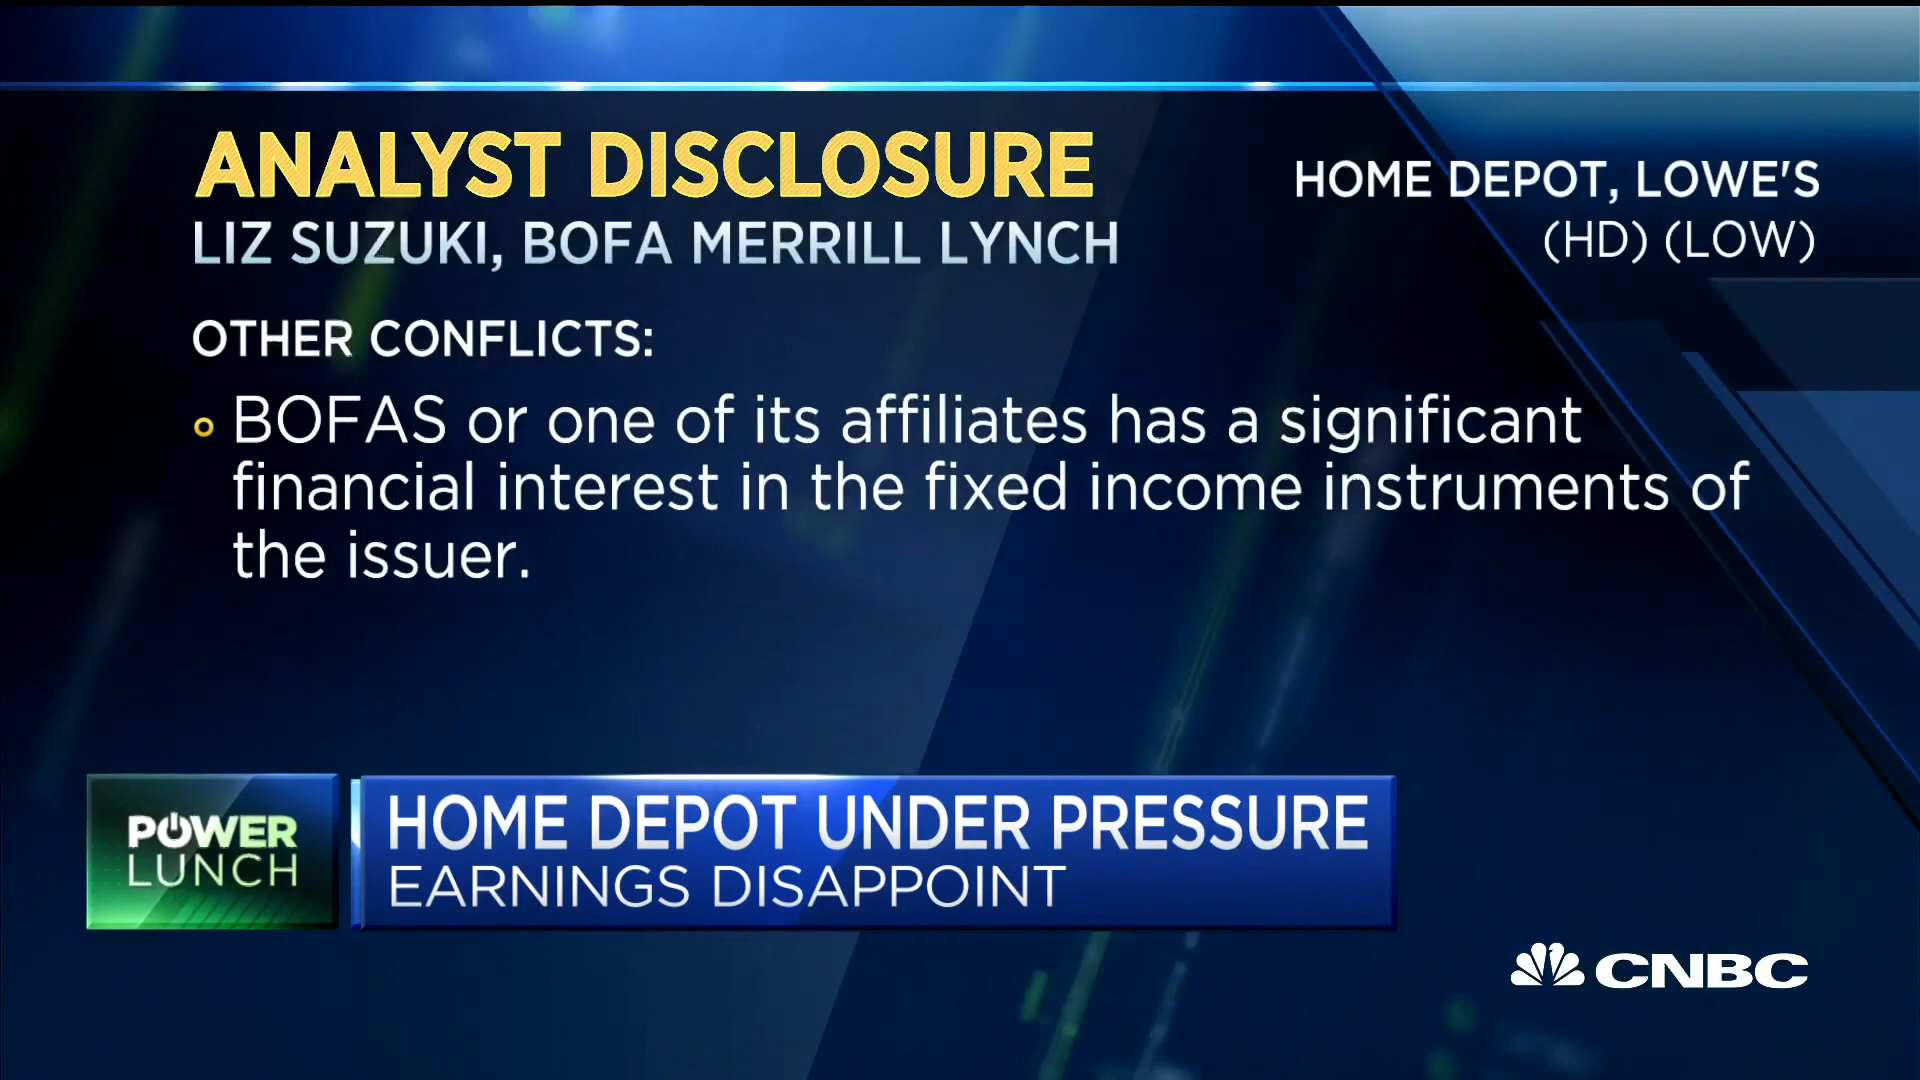 ANALYST DISCLOSURE
LIZ SUZUKI, BOFA MERRILL LYNCH
HOME DEPOT, LOWE'S
(HD) (LOW)
OTHER CONFLICTS:
BOFAS or one of its affiliates has a significant
financial interest in the fixed income instruments of
the issuer.
POWER
LUNCH
HOME DEPOT UNDER PRESSURE
EARNINGS DISAPPOINT
CNBC